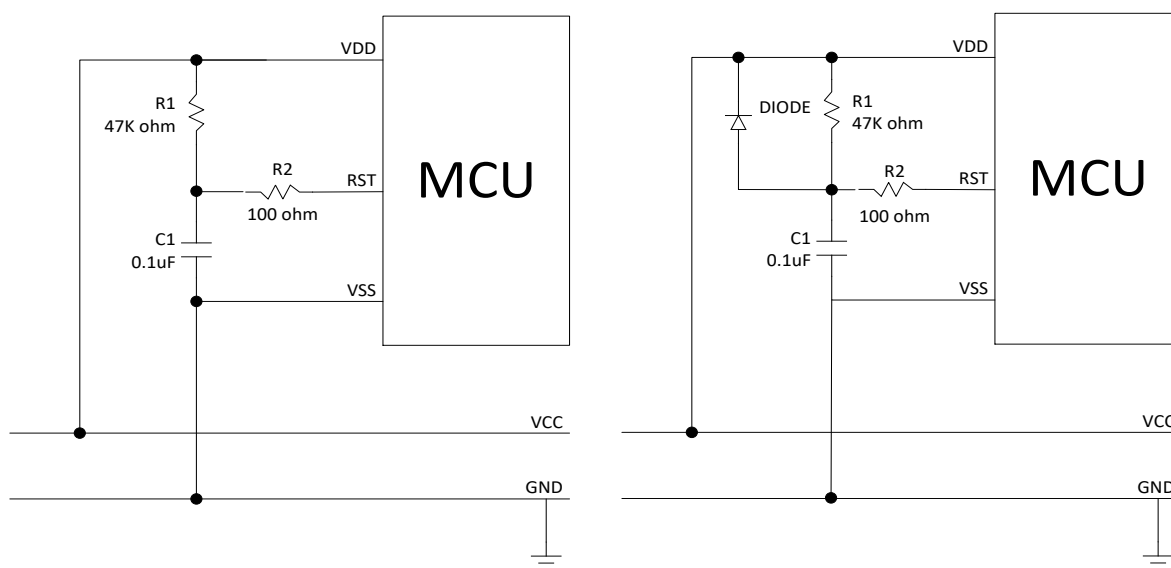 VDD
R1
47K ohm
R2
RST
MCU
100 ohm
C1
0.1uF
VSS
VCC
GND
VDD
DIODE
R1
47K ohm
R2
RST
MCU
100 ohm
C1
0.1uF
VSS
VCC
GND